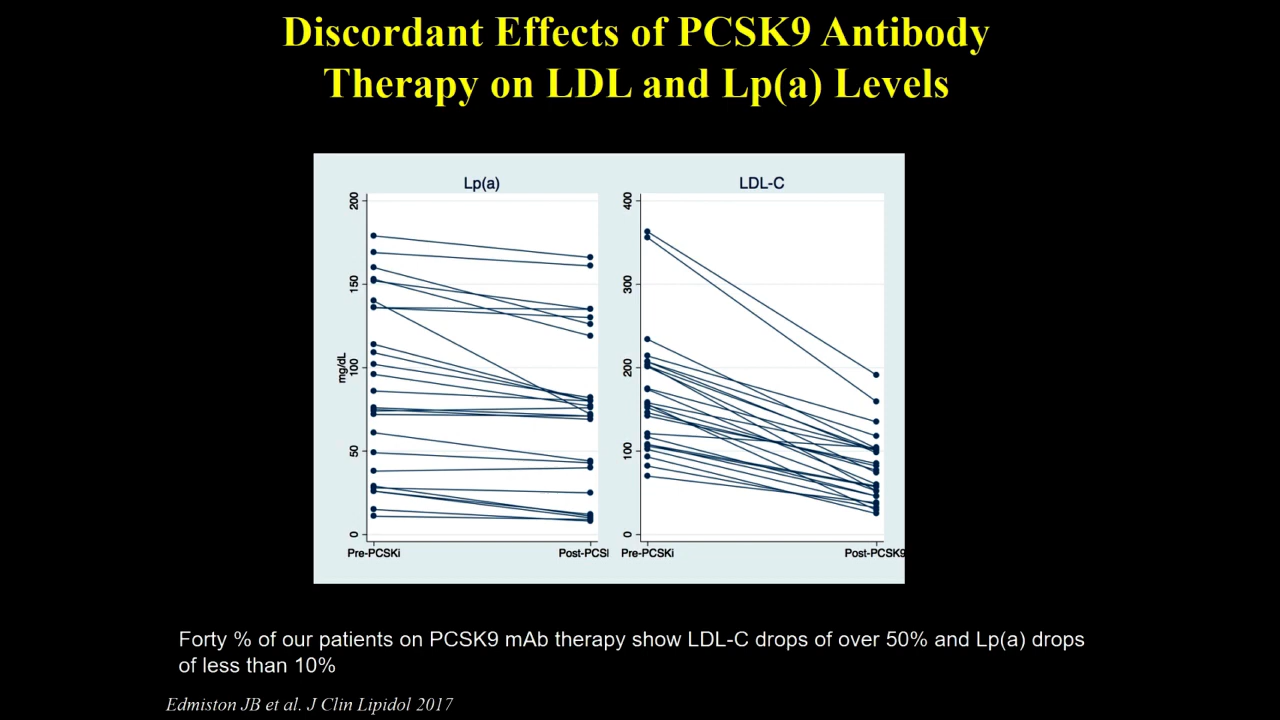 Discordant Effects of PCSK9 Antibody
Therapy on LDL and Lp(a) Levels
Lp(a)
LDL-C
mg/dL
200
150
100
50
0
400
300
200
100
0
Pre-PCSKi
Post-PCSI
Pre-PCSKi
Post-PCSK9
Forty % of our patients on PCSK9 mAb therapy show LDL-C drops of over 50% and Lp(a) drops
of less than 10%
Edmiston JB et al. J Clin Lipidol 2017